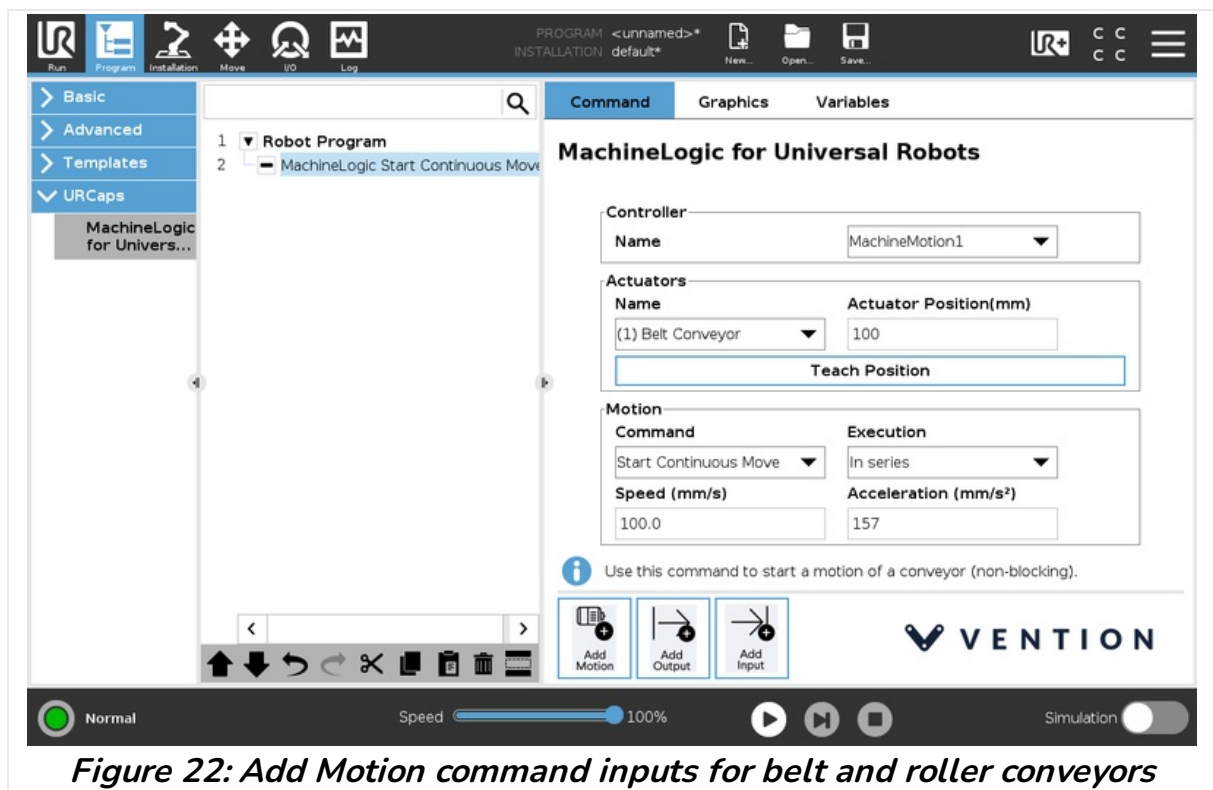 PROGRAM <unnamed>*
INSTALLATION default*
Run Program Installation Move I/O Log New... Open... Save...
UR+
C C
C C
Basic
Advanced
Templates
URCaps
MachineLogic
for Univers...
1 Robot Program
2 MachineLogic Start Continuous Move
Command Graphics Variables
MachineLogic for Universal Robots
Controller
Name MachineMotion1
Actuators
Name Actuator Position(mm)
(1) Belt Conveyor 100
Teach Position
Motion
Command Execution
Start Continuous Move In series
Speed (mm/s) Acceleration (mm/s²)
100.0 157
i Use this command to start a motion of a conveyor (non-blocking).
Add
Motion
Add
Output
Add
Input
VENTION
Normal Speed 100% Simulation
Figure 22: Add Motion command inputs for belt and roller conveyors